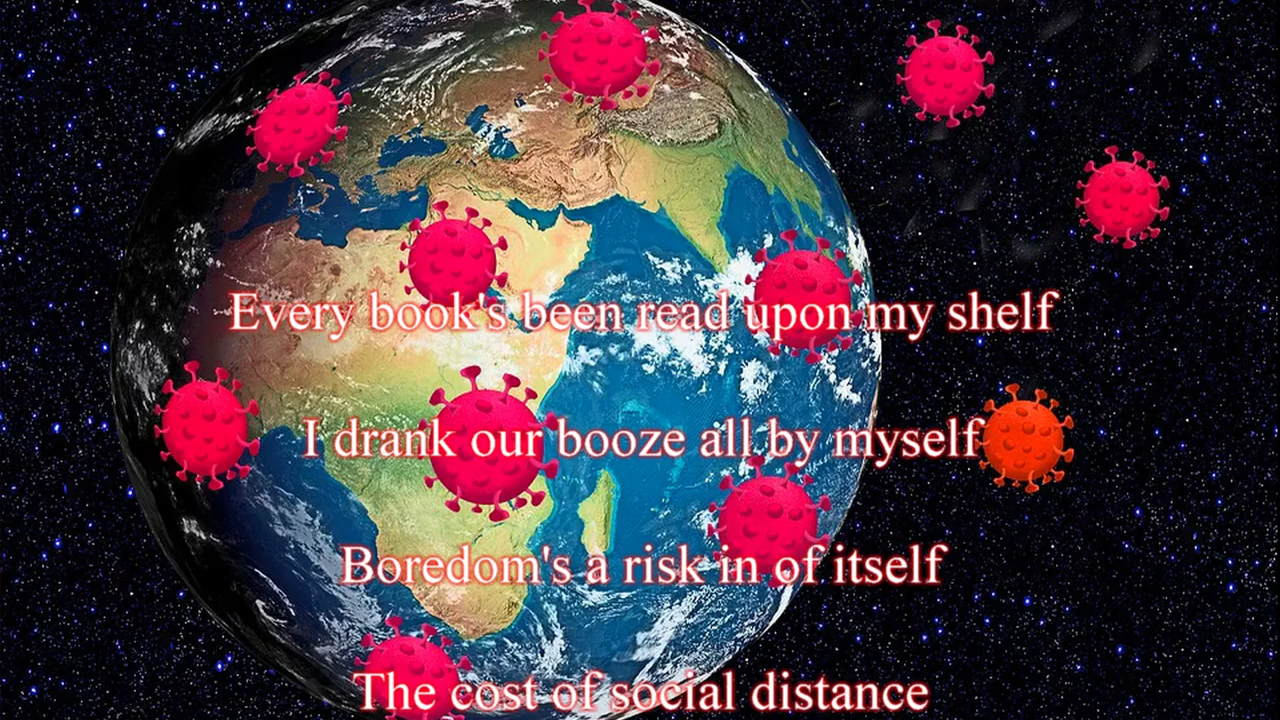 Every book's been read upon my shelf
I drank our booze all by myself
Boredom's a risk in of itself
The cost of social distance